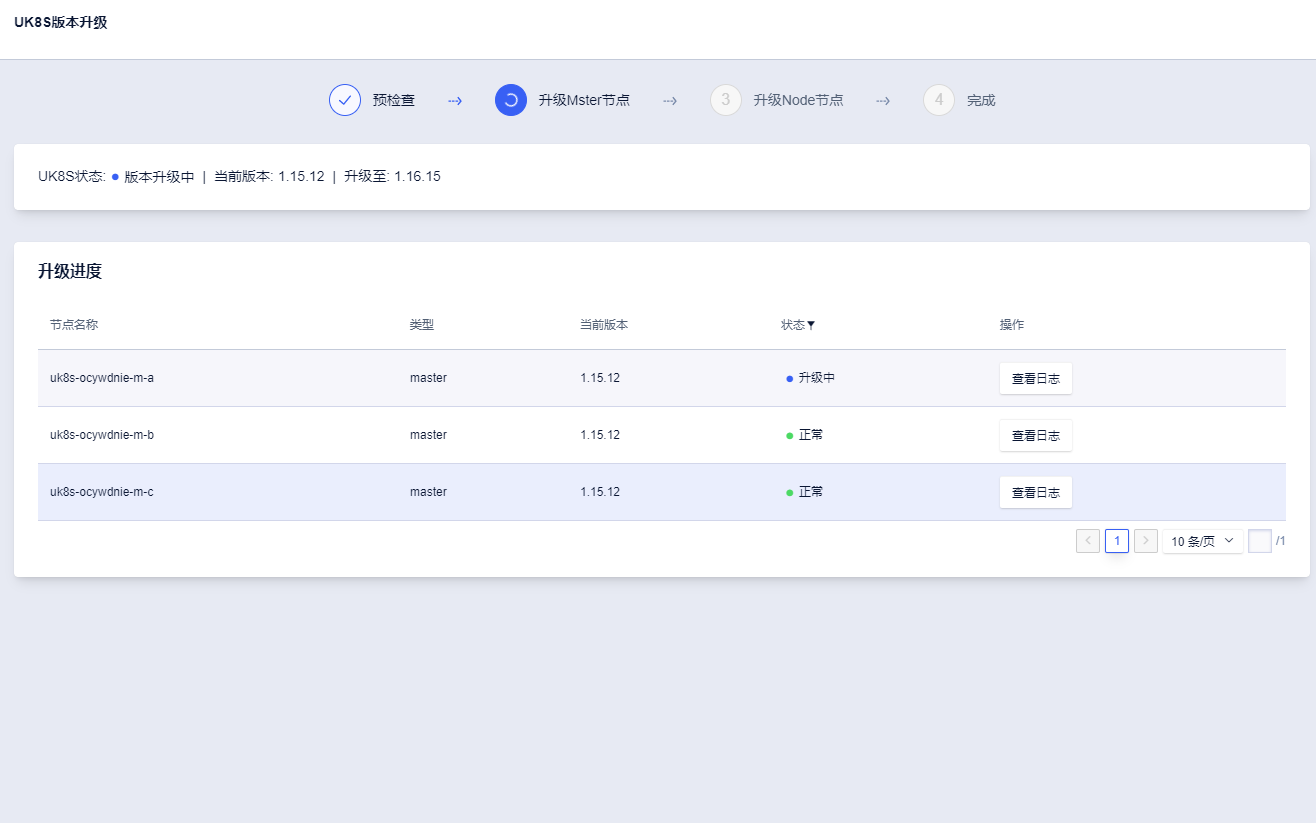 UK8S版本升级
预检查 升级Mster节点 3 升级Node节点 4 完成
UK8S状态: 版本升级中 | 当前版本: 1.15.12 | 升级至: 1.16.15
升级进度
节点名称 类型 当前版本 状态 操作
uk8s-ocywdnie-m-a master 1.15.12 升级中 查看日志
uk8s-ocywdnie-m-b master 1.15.12 正常 查看日志
uk8s-ocywdnie-m-c master 1.15.12 正常 查看日志
1 10 条/页 /1